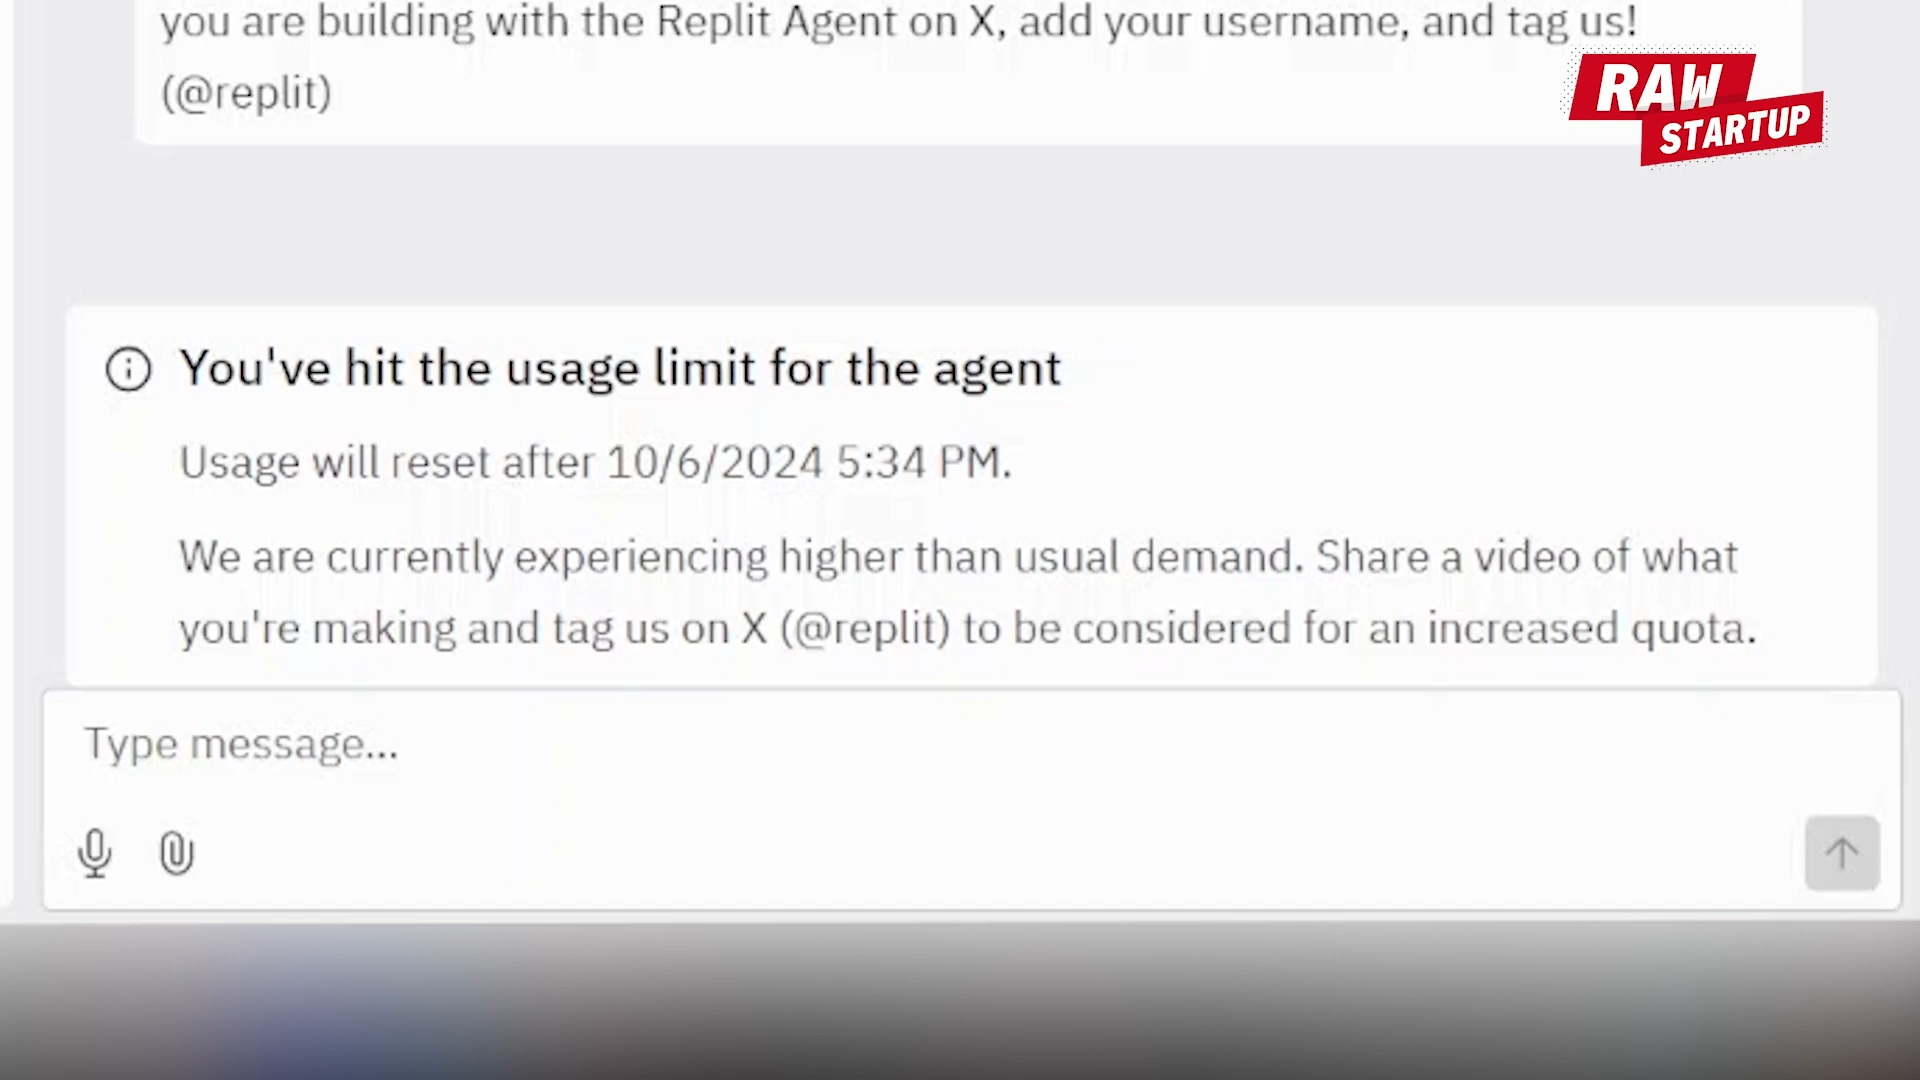 you are building with the Replit Agent on X, add your username, and tag us!
(@replit)
RAW
STARTUP
You've hit the usage limit for the agent
Usage will reset after 10/6/2024 5:34 PM.
We are currently experiencing higher than usual demand. Share a video of what
you're making and tag us on X (@replit) to be considered for an increased quota.
Type message...